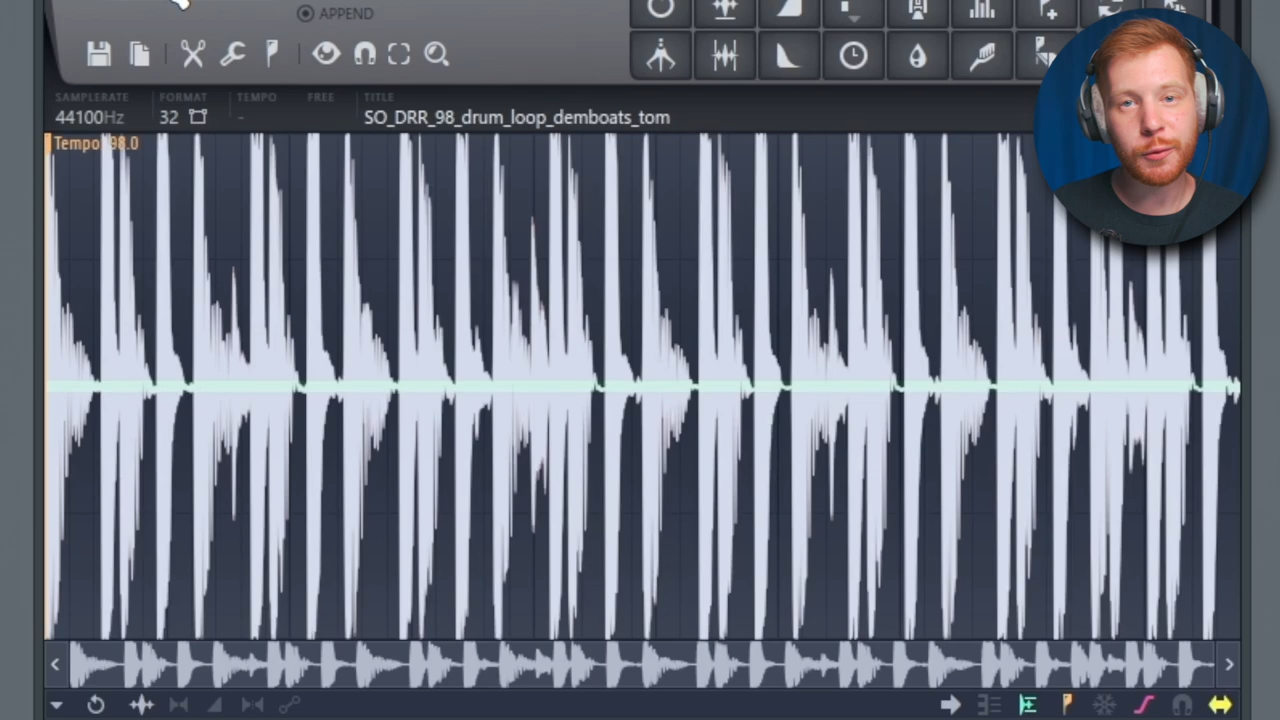 APPEND
SAMPLERATE FORMAT TEMPO FREE TITLE
44100Hz 32 - SO_DRR_98_drum_loop_demboats_tom
Tempo 98.0